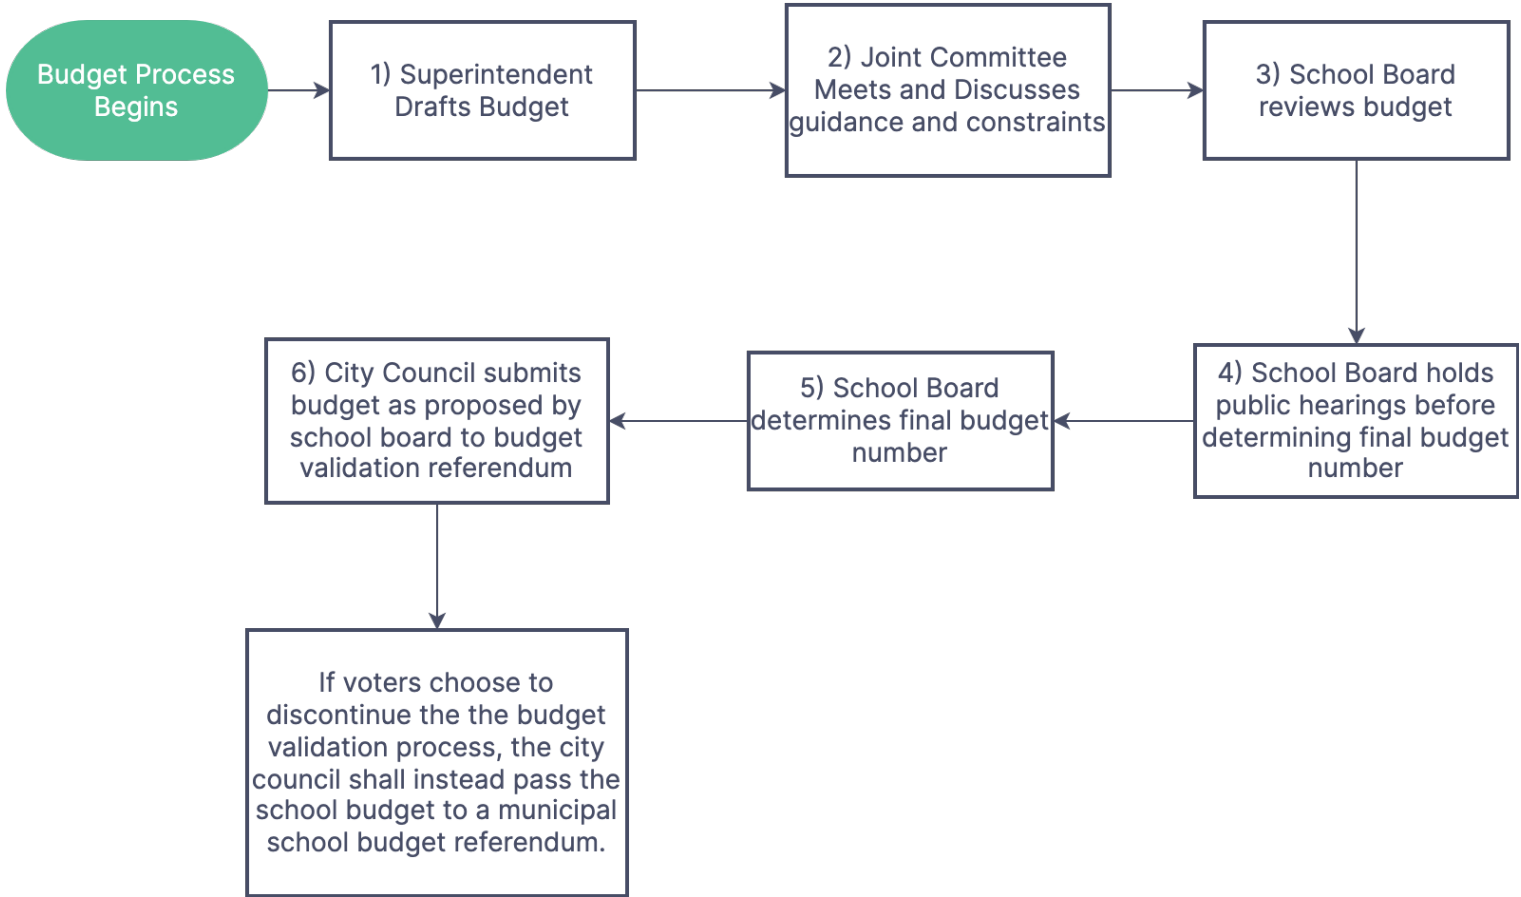 Budget Process
Begins
1) Superintendent
Drafts Budget
2) Joint Committee
Meets and Discusses
guidance and constraints
3) School Board
reviews budget
4) School Board holds
public hearings before
determining final budget
number
5) School Board
determines final budget
number
6) City Council submits
budget as proposed by
school board to budget
validation referendum
If voters choose to
discontinue the the budget
validation process, the city
council shall instead pass the
school budget to a municipal
school budget referendum.